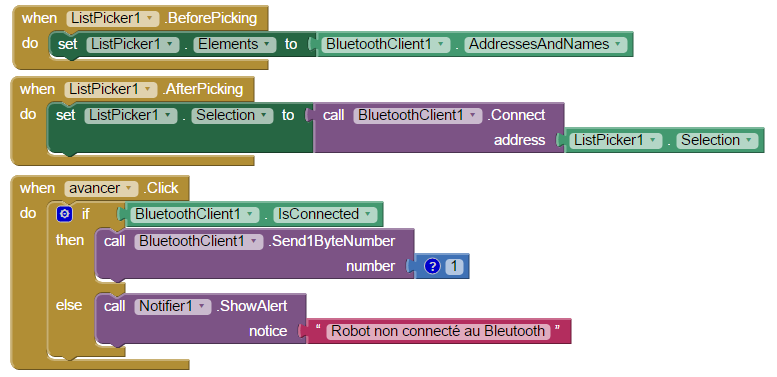 when ListPicker1 .BeforePicking
do set ListPicker1 . Elements to BluetoothClient1 . AddressesAndNames
when ListPicker1 .AfterPicking
do set ListPicker1 . Selection to call BluetoothClient1 .Connect
address ListPicker1 . Selection
when avancer .Click
do if BluetoothClient1 . IsConnected
then call BluetoothClient1 .Send1ByteNumber
number ? 1
else call Notifier1 .ShowAlert
notice “ Robot non connecté au Bleutooth ”